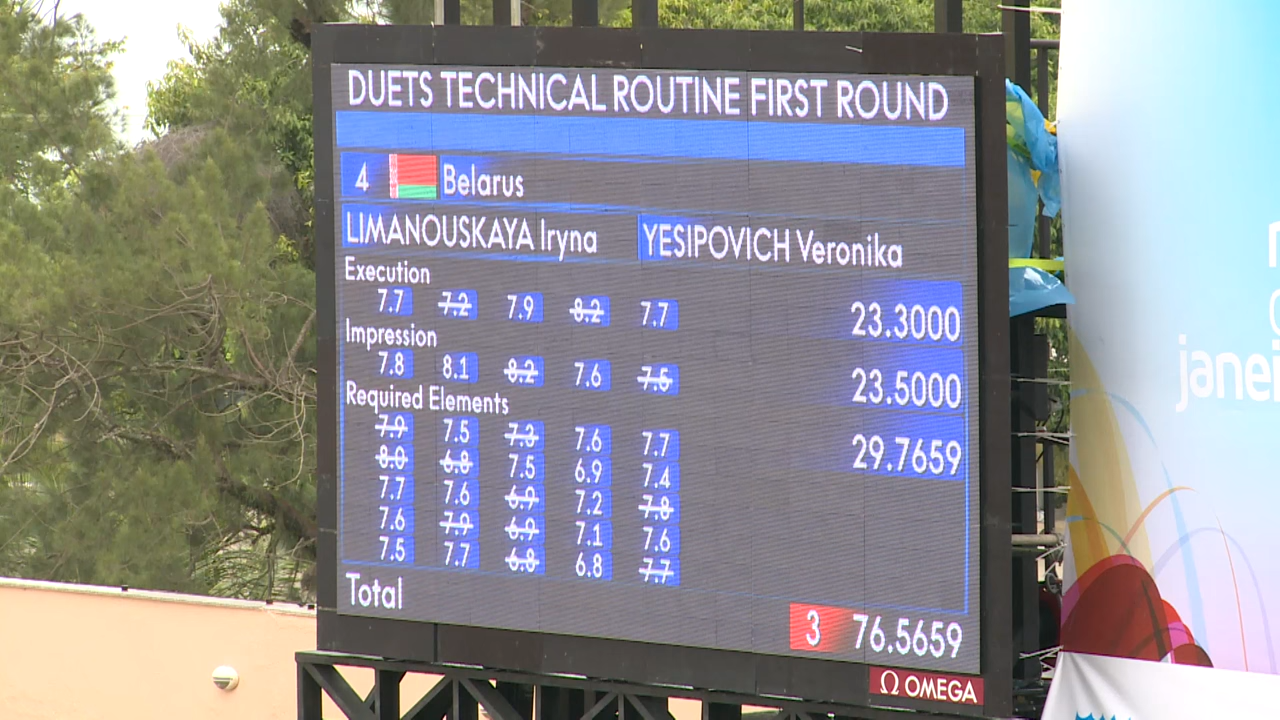 DUETS TECHNICAL ROUTINE FIRST ROUND
4 Belarus
LIMANOUSKAYA Iryna YESIPOVICH Veronika
Execution
7.7 7.2 7.9 8.2 7.7 23.3000
Impression
7.8 8.1 8.2 7.6 7.5 23.5000
Required Elements
7.9 7.5 7.3 7.6 7.7 29.7659
8.0 6.8 7.5 6.9 7.4
7.7 7.6 6.9 7.2 7.8
7.6 7.9 6.9 7.1 7.6
7.5 7.7 6.8 6.8 7.7
Total 3 76.5659
Ω OMEGA